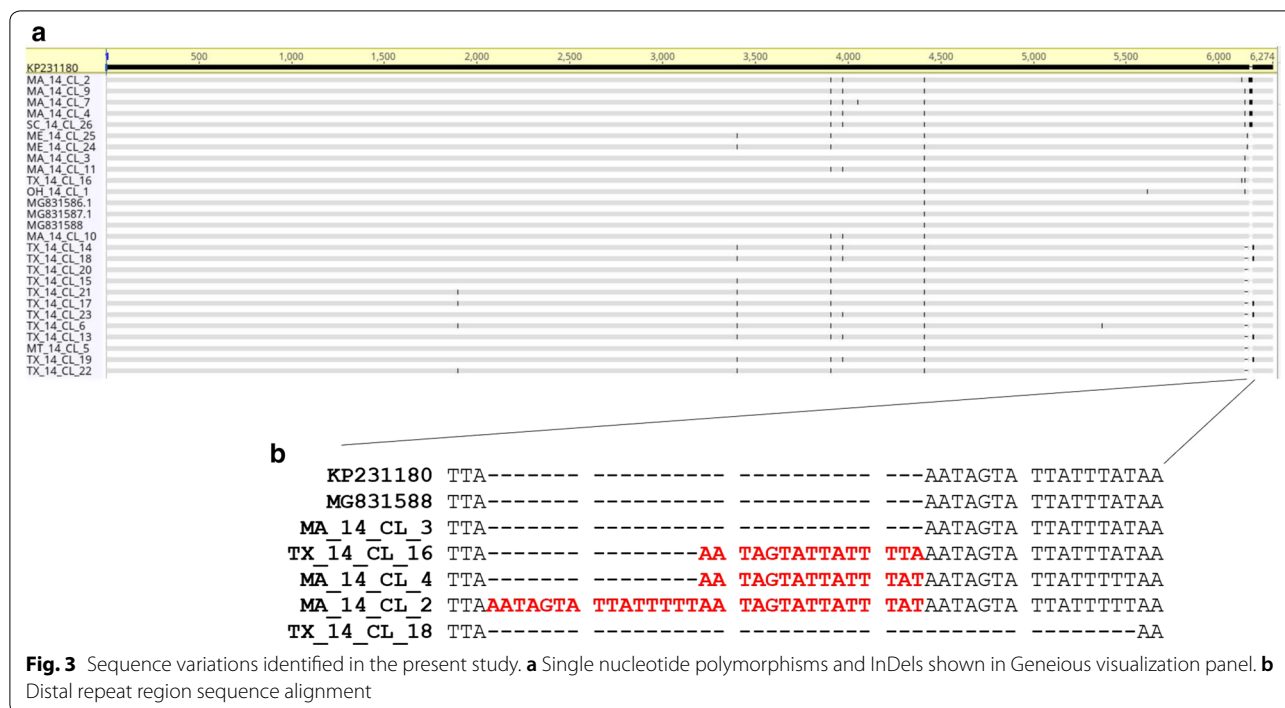 a
1 500 1,000 1,500 2,000 2,500 3,000 3,500 4,000 4,500 5,000 5,500 6,000 6,274
KP231180
MA_14_CL_2
MA_14_CL_9
MA_14_CL_7
MA_14_CL_4
SC_14_CL_26
ME_14_CL_25
ME_14_CL_24
MA_14_CL_3
MA_14_CL_11
TX_14_CL_16
OH_14_CL_1
MG831586.1
MG831587.1
MG831588
MA_14_CL_10
TX_14_CL_14
TX_14_CL_18
TX_14_CL_20
TX_14_CL_15
TX_14_CL_21
TX_14_CL_17
TX_14_CL_23
TX_14_CL_6
TX_14_CL_13
MT_14_CL_5
TX_14_CL_19
TX_14_CL_22
b
KP231180 TTA------- ---------- ---------- ---AATAGTA TTATTTATAA
MG831588 TTA------- ---------- ---------- ---AATAGTA TTATTTATAA
MA_14_CL_3 TTA------- ---------- ---------- ---AATAGTA TTATTTATAA
TX_14_CL_16 TTA------- --------AA TAGTATTATT TTAAATAGTA TTATTTATAA
MA_14_CL_4 TTA------- --------AA TAGTATTATT TATAATAGTA TTATTTTTAA
MA_14_CL_2 TTAAATAGTA TTATTTTTAA TAGTATTATT TATAATAGTA TTATTTTTAA
TX_14_CL_18 TTA------- ---------- ---------- ---------- --------AA
Fig. 3 Sequence variations identified in the present study. a Single nucleotide polymorphisms and InDels shown in Geneious visualization panel. b
Distal repeat region sequence alignment